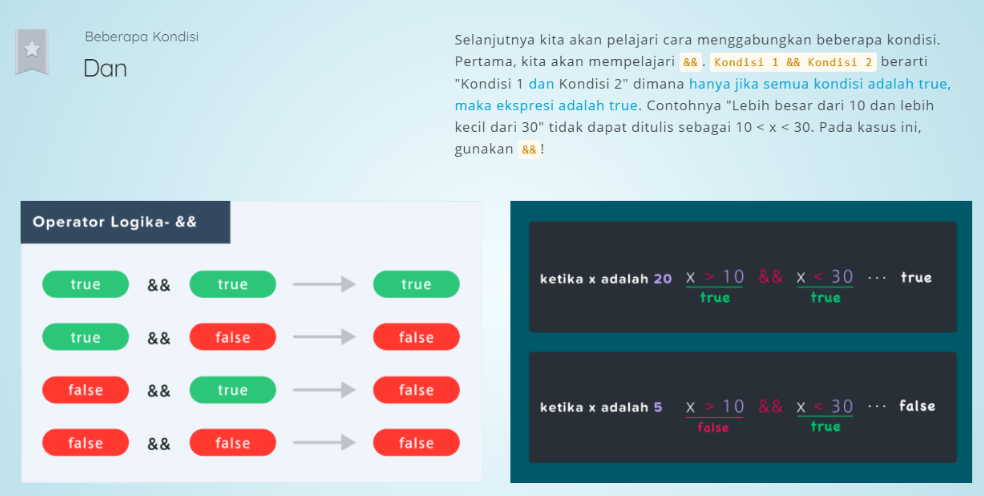 Beberapa Kondisi
Dan
Selanjutnya kita akan pelajari cara menggabungkan beberapa kondisi.
Pertama, kita akan mempelajari && . Kondisi 1 && Kondisi 2 berarti
"Kondisi 1 dan Kondisi 2" dimana hanya jika semua kondisi adalah true,
maka ekspresi adalah true. Contohnya "Lebih besar dari 10 dan lebih
kecil dari 30" tidak dapat ditulis sebagai 10 < x < 30. Pada kasus ini,
gunakan && !
Operator Logika- &&
true && true true
true && false false
false && true false
false && false false
ketika x adalah 20 x > 10 && x < 30 ··· true
true true
ketika x adalah 5 x > 10 && x < 30 ··· false
false true